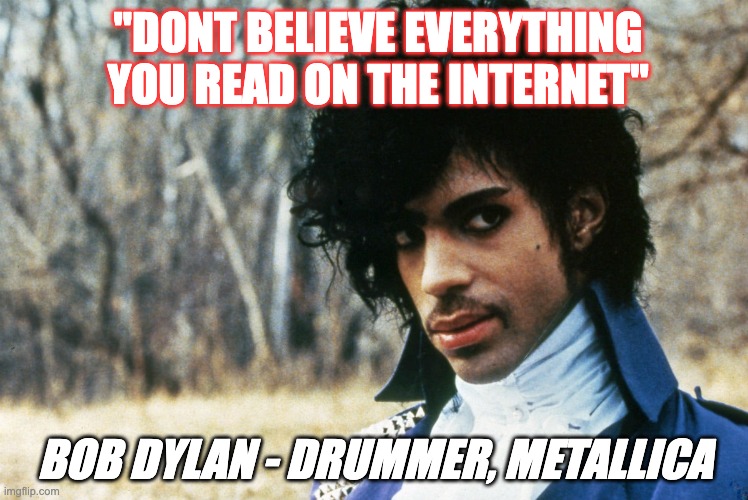 "DONT BELIEVE EVERYTHING
YOU READ ON THE INTERNET"
BOB DYLAN - DRUMMER, METALLICA
imgflip.com